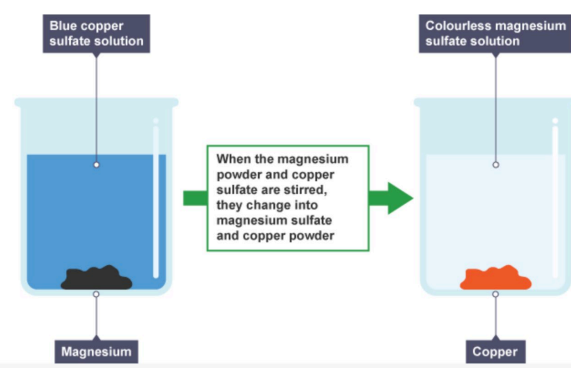 Blue copper
sulfate solution
Colourless magnesium
sulfate solution
When the magnesium
powder and copper
sulfate are stirred,
they change into
magnesium sulfate
and copper powder
Magnesium
Copper